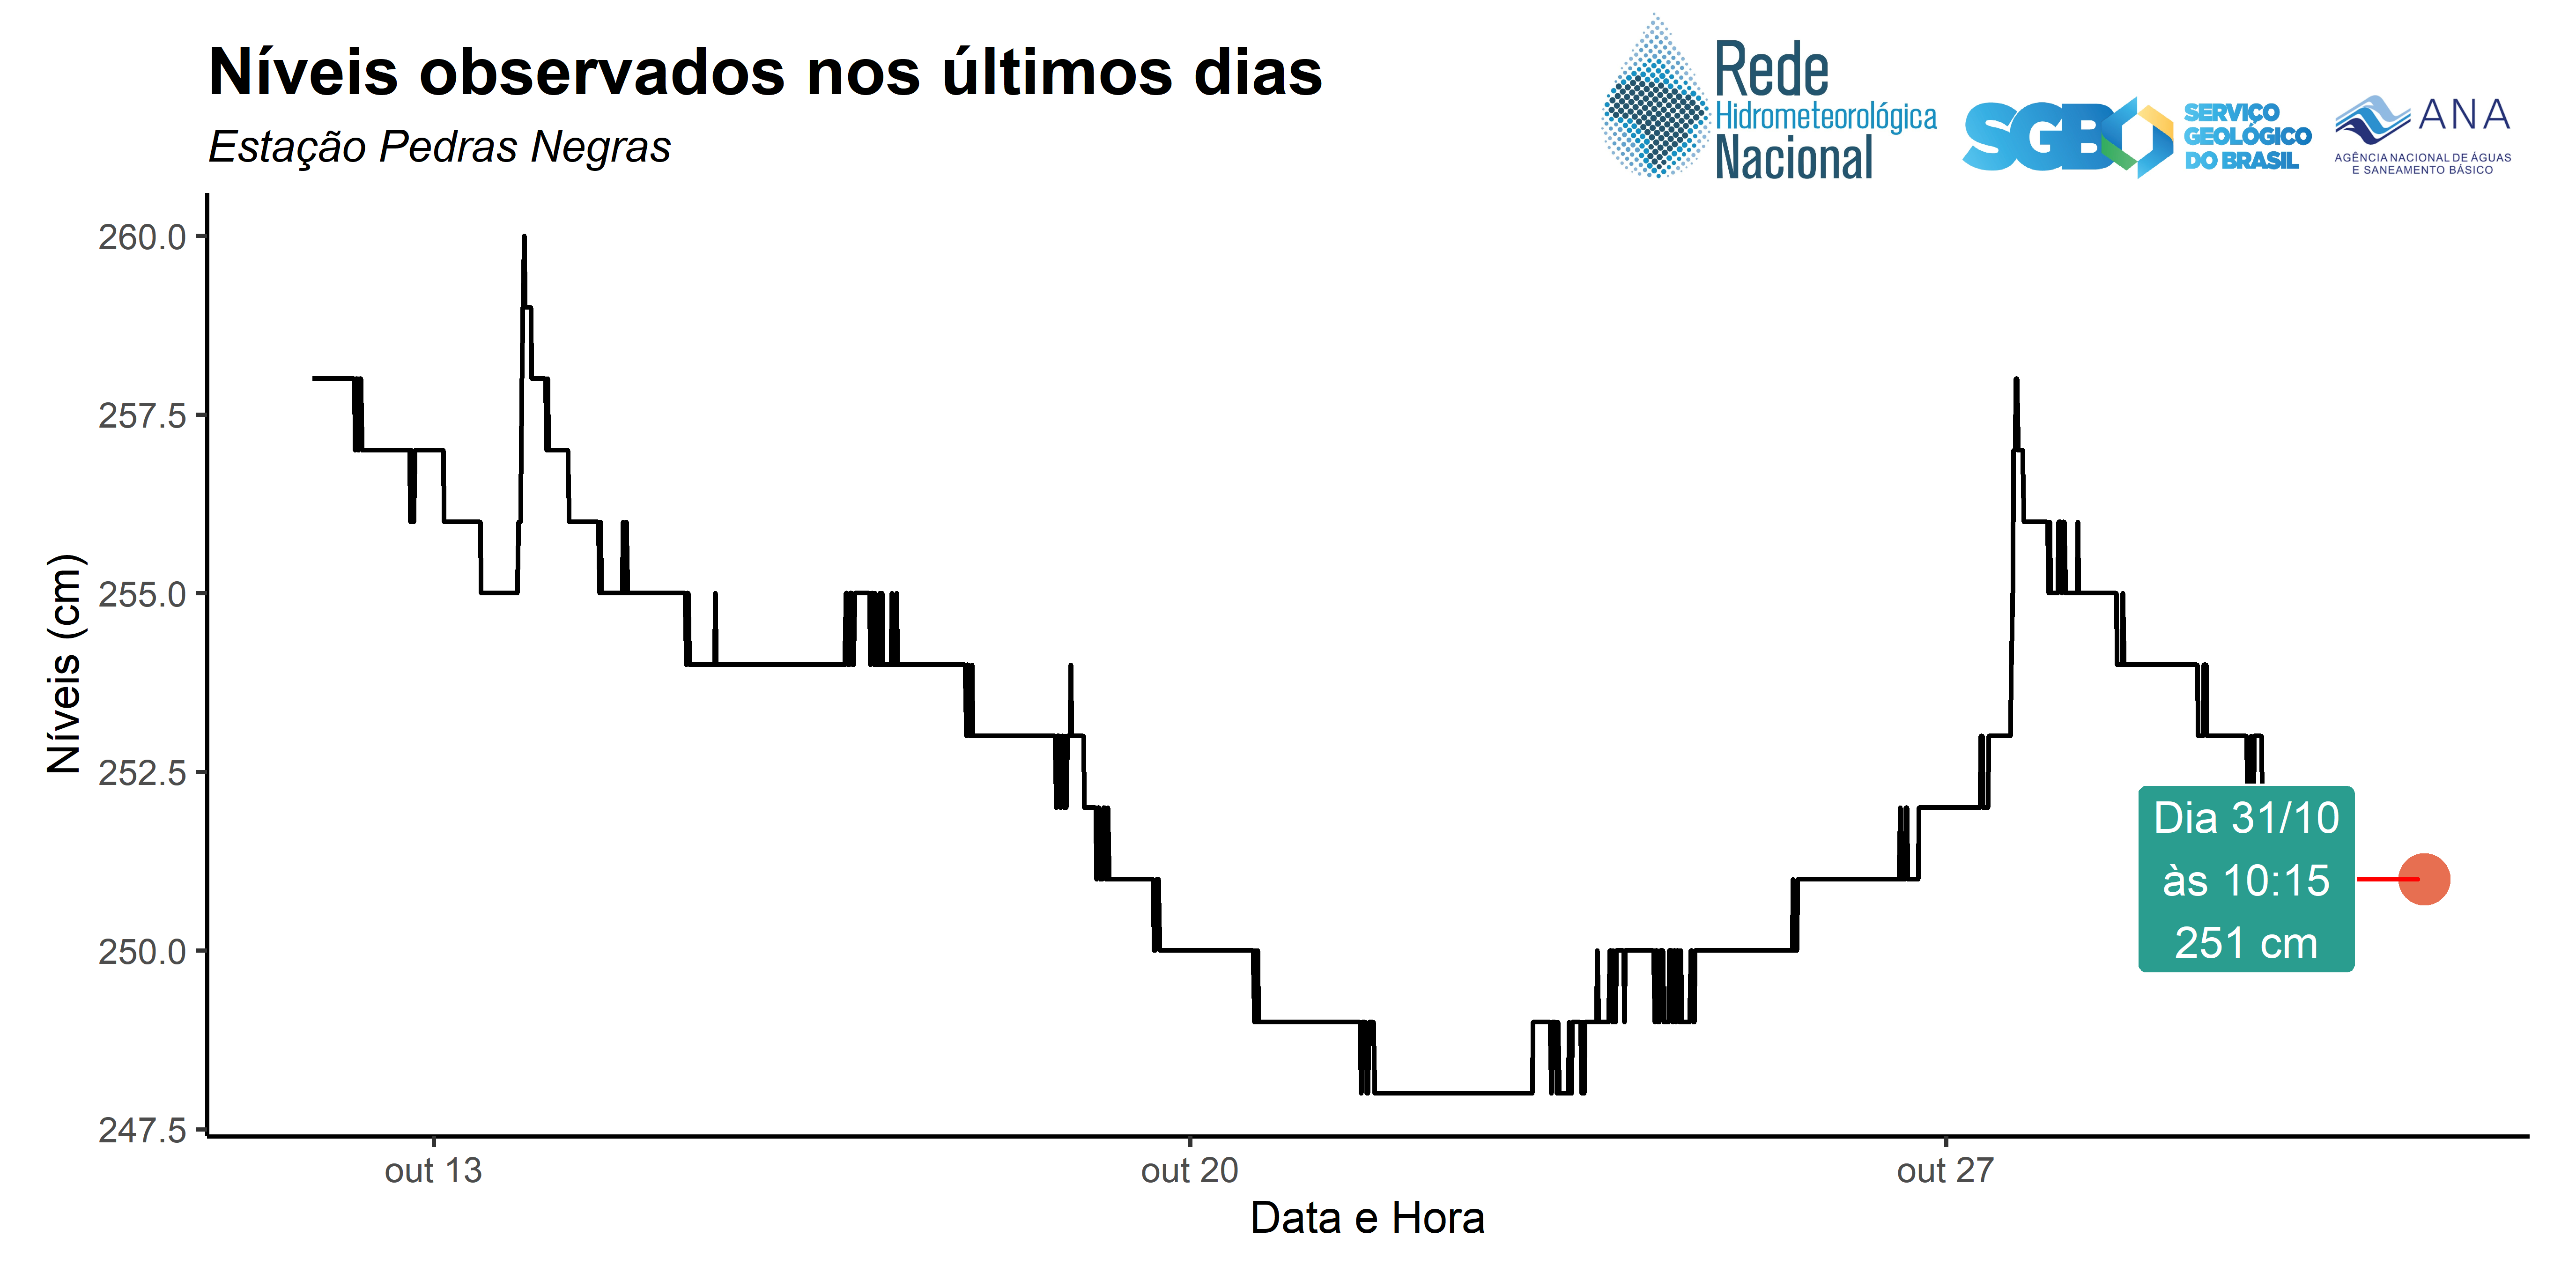 Níveis observados nos últimos dias
Estação Pedras Negras
Rede
Hidrometeorológica
Nacional
SGB
SERVIÇO
GEOLÓGICO
DO BRASIL
ANA
AGÊNCIA NACIONAL DE ÁGUAS
E SANEAMENTO BÁSICO
Níveis (cm)
260.0
257.5
255.0
252.5
250.0
247.5
Dia 31/10
às 10:15
251 cm
out 13
out 20
out 27
Data e Hora